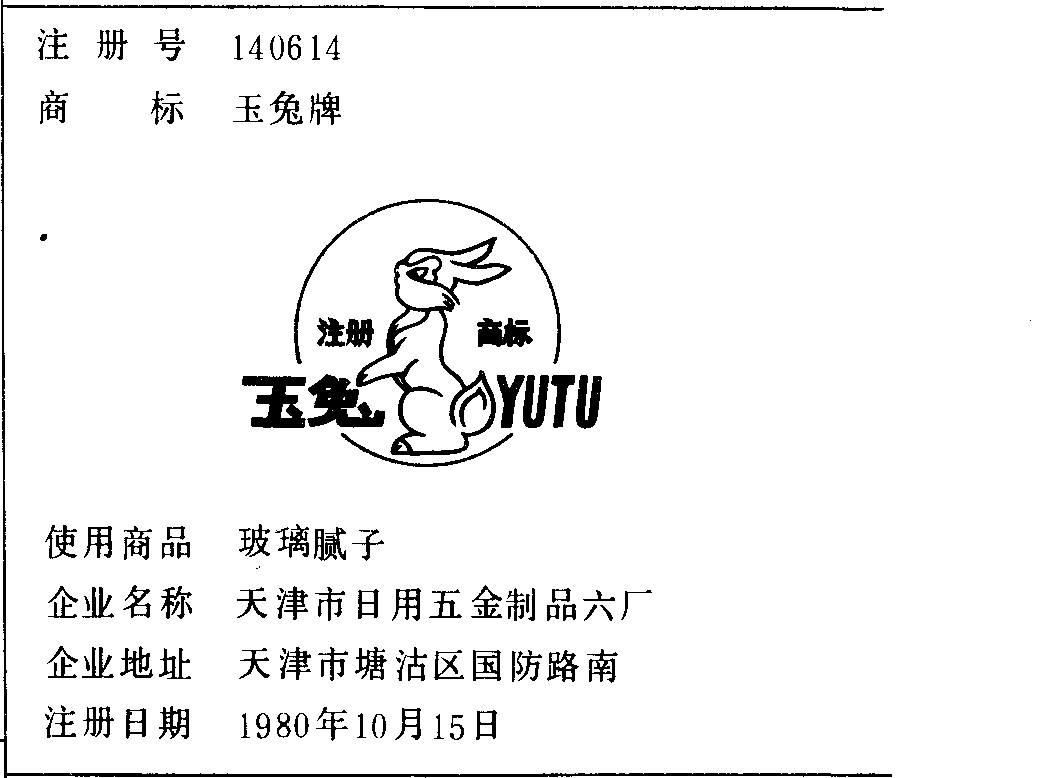 注册号 140614
商标 玉兔牌
注册 商标
玉兔 YUTU
使用商品 玻璃腻子
企业名称 天津市日用五金制品六厂
企业地址 天津市塘沽区国防路南
注册日期 1980年10月15日